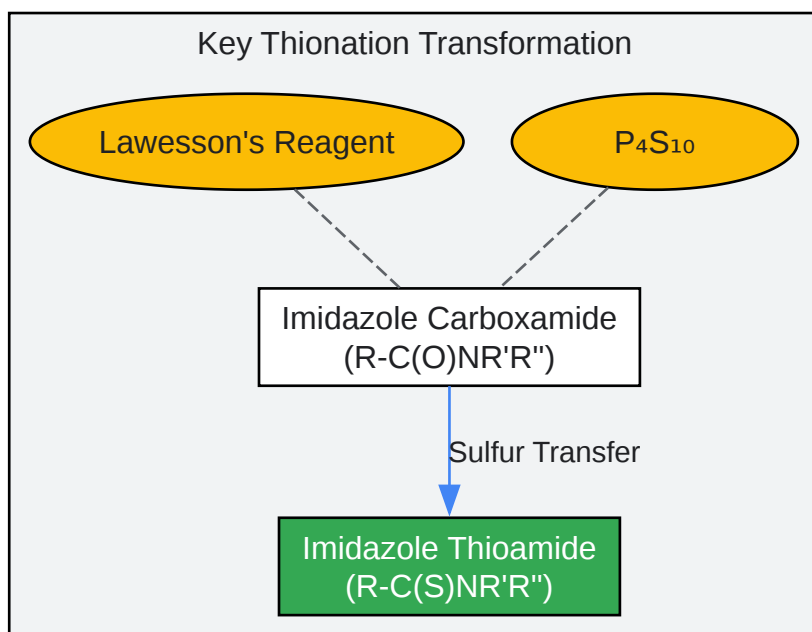 Key Thionation Transformation
Lawesson's Reagent
P₄S₁₀
Imidazole Carboxamide
(R-C(O)NR'R")
Sulfur Transfer
Imidazole Thioamide
(R-C(S)NR'R")